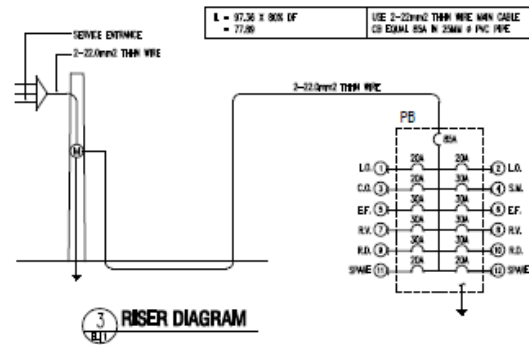 IL = 97.36 X 80% DF
= 77.89
USE 2-22mm2 THHN WIRE MAIN CABLE
CB EQUAL 85A IN 25MM ø PVC PIPE
SERVICE ENTRANCE
2-22.0mm2 THHN WIRE
2-22.0mm2 THHN WIRE
PB
85A
M
L.O. 1 20A 20A 2 L.O.
C.O. 3 20A 30A 4 S.W.
E.F. 5 30A 30A 6 E.F.
R.V. 7 30A 30A 8 R.V.
R.D. 9 30A 30A 10 R.D.
SPARE 11 20A 20A 12 SPARE
3 RISER DIAGRAM